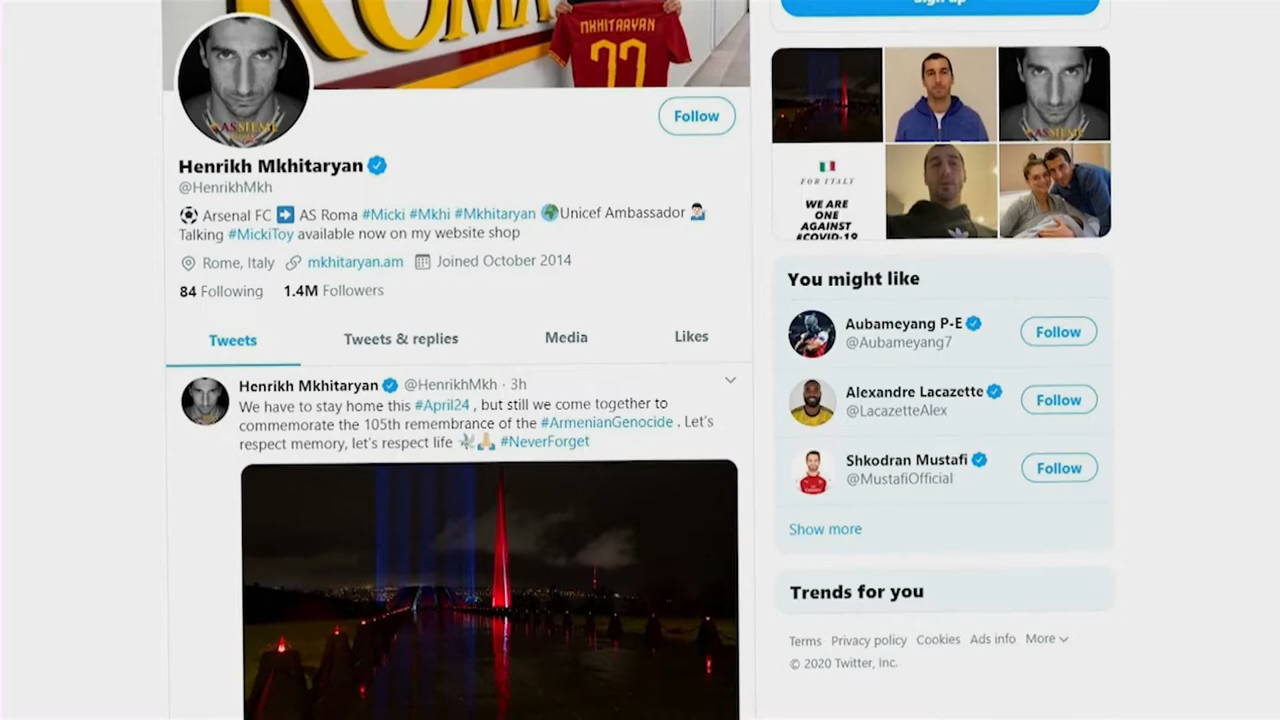 ROMA
MKHITARYAN
77
ASSIEME
Follow
Henrikh Mkhitaryan
@HenrikhMkh
Arsenal FC ➡ AS Roma #Micki #Mkhi #Mkhitaryan Unicef Ambassador
Talking #MickiToy available now on my website shop
Rome, Italy mkhitaryan.am Joined October 2014
84 Following 1.4M Followers
Tweets Tweets & replies Media Likes
Henrikh Mkhitaryan @HenrikhMkh · 3h
We have to stay home this #April24 , but still we come together to
commemorate the 105th remembrance of the #ArmenianGenocide . Let's
respect memory, let's respect life 🕊🙏 #NeverForget
Sign up
ASSIEME
FOR ITALY
WE ARE
ONE
AGAINST
#COVID-19
You might like
Aubameyang P-E
@Aubameyang7
Follow
Alexandre Lacazette
@LacazetteAlex
Follow
Shkodran Mustafi
@MustafiOfficial
Follow
Show more
Trends for you
Terms Privacy policy Cookies Ads info More
© 2020 Twitter, Inc.